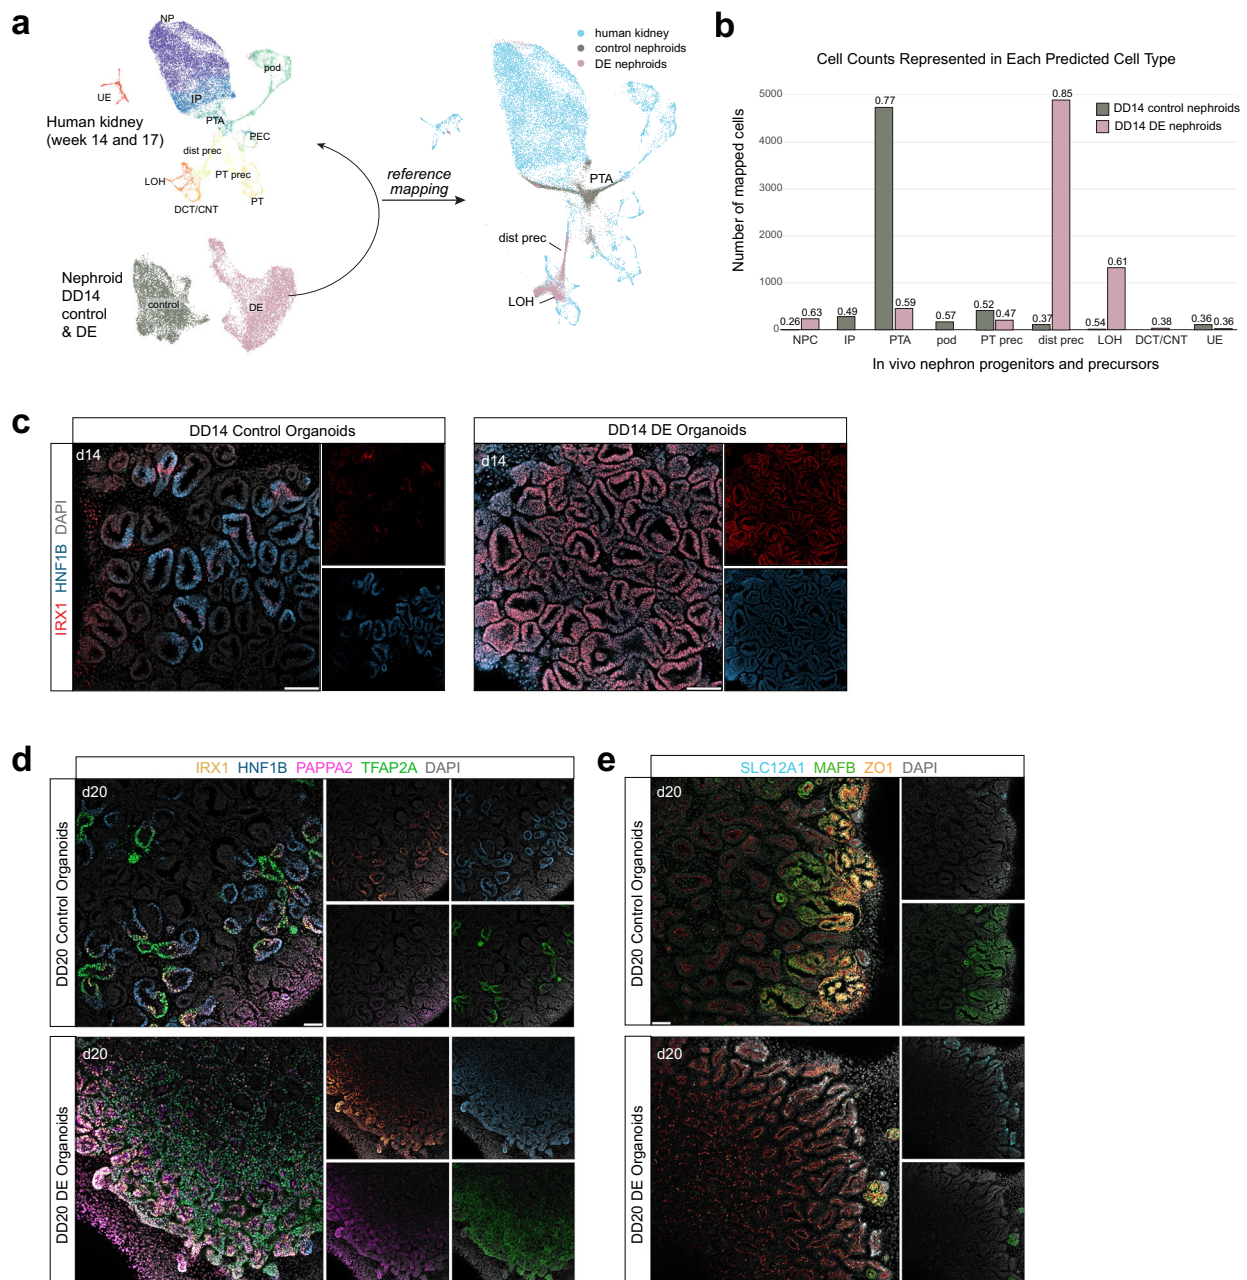 a
NP
pod
UE
IP
Human kidney
(week 14 and 17)
PTA
PEC
dist prec
LOH
PT prec
DCT/CNT
PT
Nephroid
DD14
control
& DE
control
DE
reference
mapping
human kidney
control nephroids
DE nephroids
PTA
dist prec
LOH
b
Cell Counts Represented in Each Predicted Cell Type
DD14 control nephroids
DD14 DE nephroids
Number of mapped cells
5000
4000
3000
2000
1000
0
0.26 0.63 0.49 0.77 0.59 0.57 0.52 0.47 0.37 0.85 0.54 0.61 0.38 0.36 0.36
NPC IP PTA pod PT prec dist prec LOH DCT/CNT UE
In vivo nephron progenitors and precursors
c
DD14 Control Organoids
DD14 DE Organoids
IRX1 HNF1B DAPI
d14
d14
d
IRX1 HNF1B PAPPA2 TFAP2A DAPI
DD20 Control Organoids
d20
DD20 DE Organoids
d20
e
SLC12A1 MAFB ZO1 DAPI
DD20 Control Organoids
d20
DD20 DE Organoids
d20